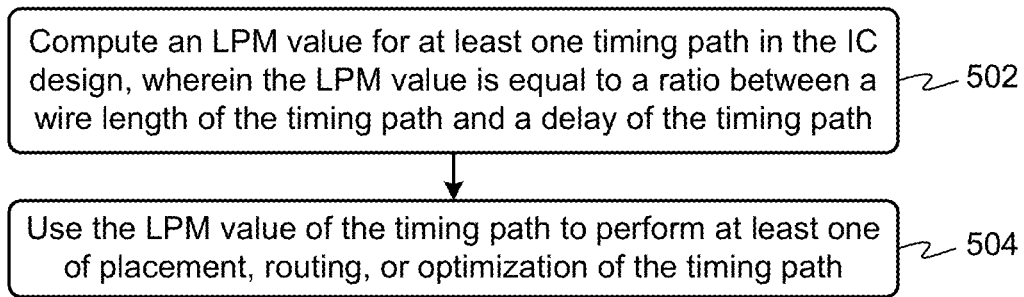 Compute an LPM value for at least one timing path in the IC
design, wherein the LPM value is equal to a ratio between a
wire length of the timing path and a delay of the timing path
502
Use the LPM value of the timing path to perform at least one
of placement, routing, or optimization of the timing path
504